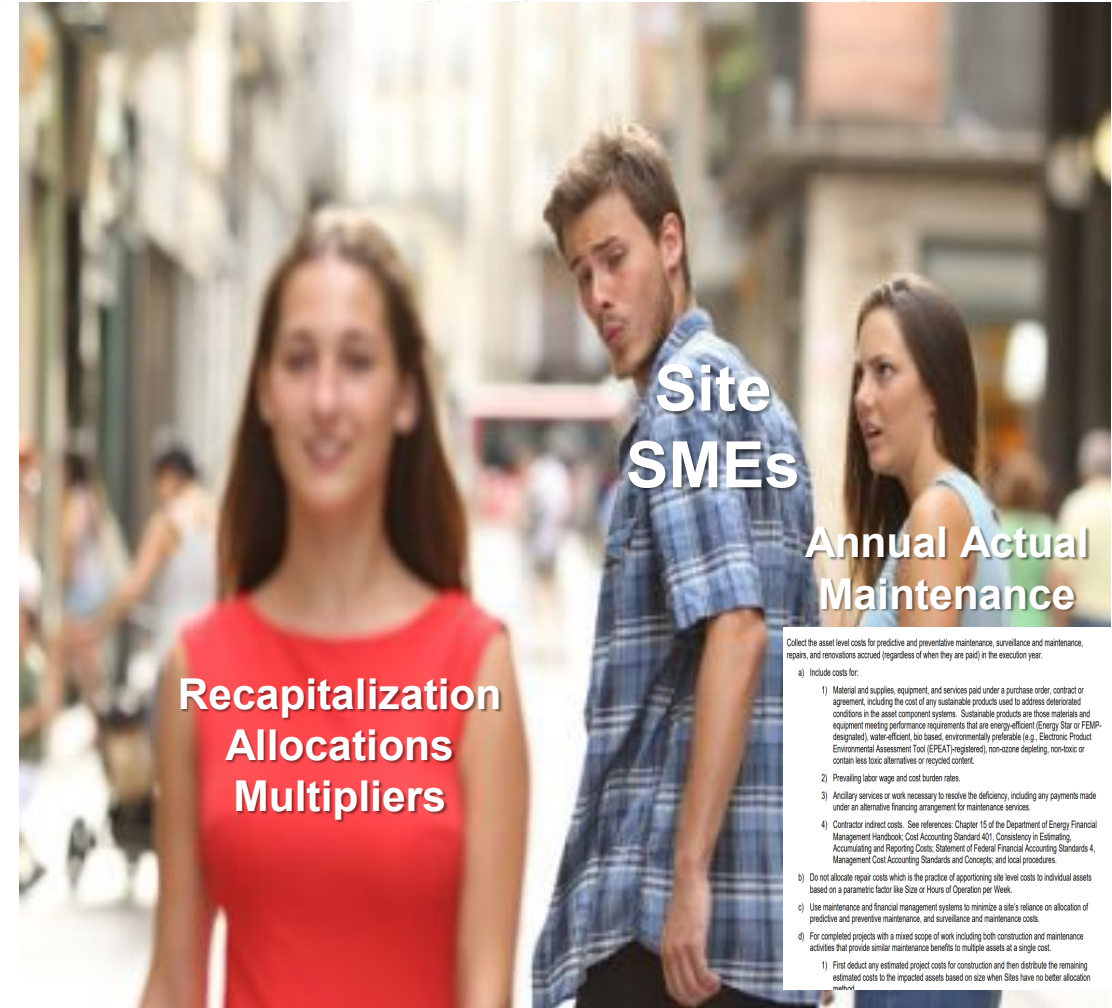 Site
SMEs
Annual Actual
Maintenance
Recapitalization
Allocations
Multipliers
Collect the asset level costs for predictive and preventative maintenance, surveillance and maintenance,
repairs, and renovations accrued (regardless of when they are paid) in the execution year.
a) Include costs for:
1) Material and supplies, equipment, and services paid under a purchase order, contract or
agreement, including the cost of any sustainable products used to address deteriorated
conditions in the asset component systems. Sustainable products are those materials and
equipment meeting performance requirements that are energy-efficient (Energy Star or FEMP-
designated), water-efficient, bio based, environmentally preferable (e.g., Electronic Product
Environmental Assessment Tool (EPEAT)-registered), non-ozone depleting, non-toxic or
contain less toxic alternatives or recycled content.
2) Prevailing labor wage and cost burden rates.
3) Ancillary services or work necessary to resolve the deficiency, including any payments made
under an alternative financing arrangement for maintenance services.
4) Contractor indirect costs. See references: Chapter 15 of the Department of Energy Financial
Management Handbook; Cost Accounting Standard 401, Consistency in Estimating,
Accumulating and Reporting Costs; Statement of Federal Financial Accounting Standards 4,
Management Cost Accounting Standards and Concepts; and local procedures.
b) Do not allocate repair costs which is the practice of apportioning site level costs to individual assets
based on a parametric factor like Size or Hours of Operation per Week.
c) Use maintenance and financial management systems to minimize a site's reliance on allocation of
predictive and preventive maintenance, and surveillance and maintenance costs.
d) For completed projects with a mixed scope of work including both construction and maintenance
activities that provide similar maintenance benefits to multiple assets at a single cost.
1) First deduct any estimated project costs for construction and then distribute the remaining
estimated costs to the impacted assets based on size when Sites have no better allocation
method.